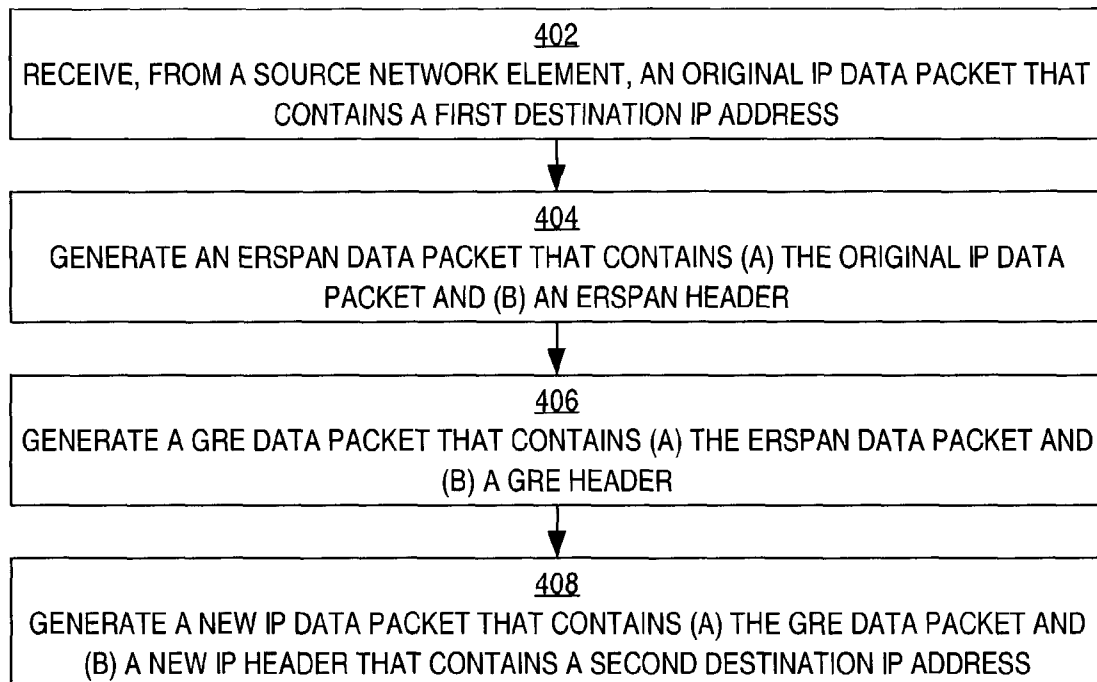 402
RECEIVE, FROM A SOURCE NETWORK ELEMENT, AN ORIGINAL IP DATA PACKET THAT
CONTAINS A FIRST DESTINATION IP ADDRESS
404
GENERATE AN ERSPAN DATA PACKET THAT CONTAINS (A) THE ORIGINAL IP DATA
PACKET AND (B) AN ERSPAN HEADER
406
GENERATE A GRE DATA PACKET THAT CONTAINS (A) THE ERSPAN DATA PACKET AND
(B) A GRE HEADER
408
GENERATE A NEW IP DATA PACKET THAT CONTAINS (A) THE GRE DATA PACKET AND
(B) A NEW IP HEADER THAT CONTAINS A SECOND DESTINATION IP ADDRESS